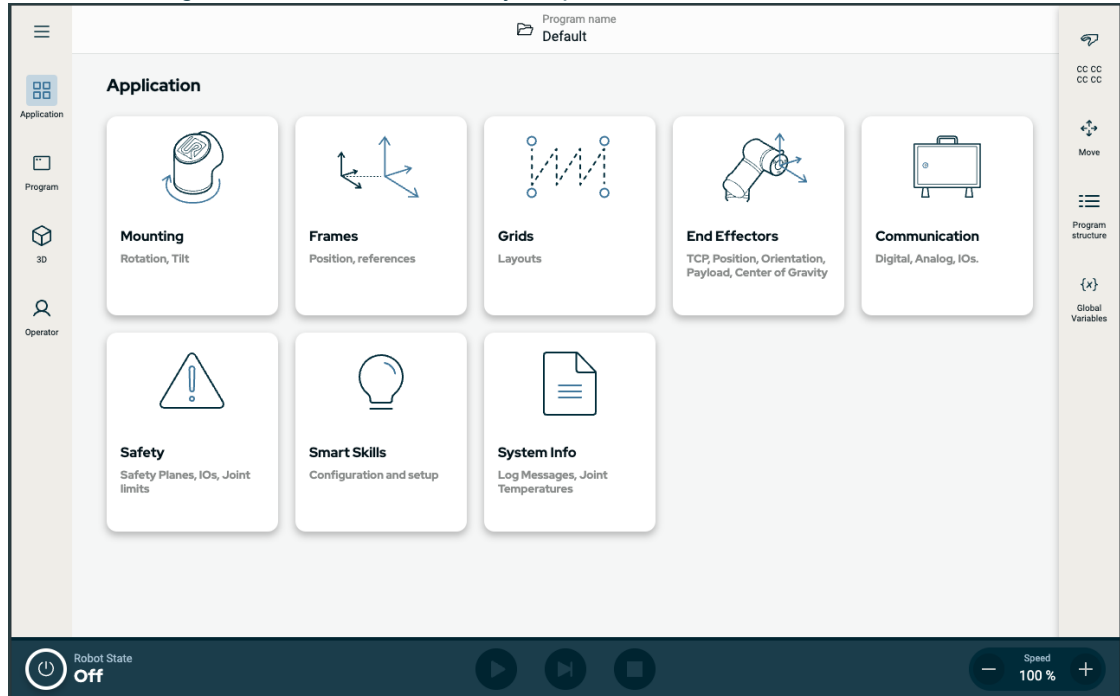 Program name
Default
Application
Application
Program
3D
Operator
Mounting
Rotation, Tilt
Frames
Position, references
Grids
Layouts
End Effectors
TCP, Position, Orientation,
Payload, Center of Gravity
Communication
Digital, Analog, IOs.
Safety
Safety Planes, IOs, Joint
limits
Smart Skills
Configuration and setup
System Info
Log Messages, Joint
Temperatures
CC CC
CC CC
Move
Program
structure
{x}
Global
Variables
Robot State
Off
Speed
100 %